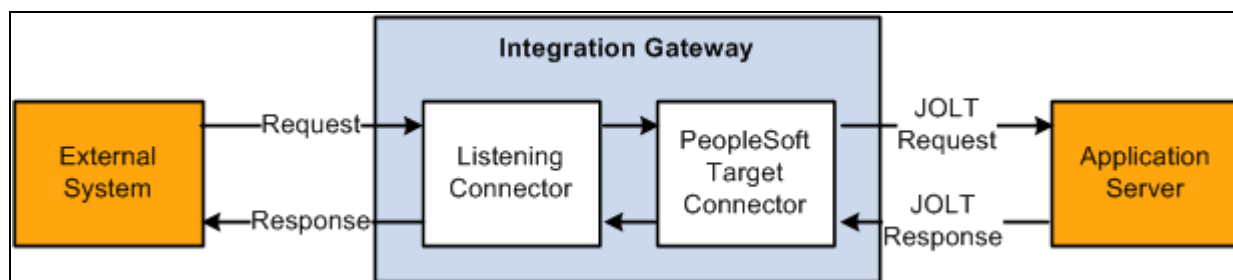 Integration Gateway
External
System
Request
Response
Listening
Connector
PeopleSoft
Target
Connector
JOLT
Request
JOLT
Response
Application
Server